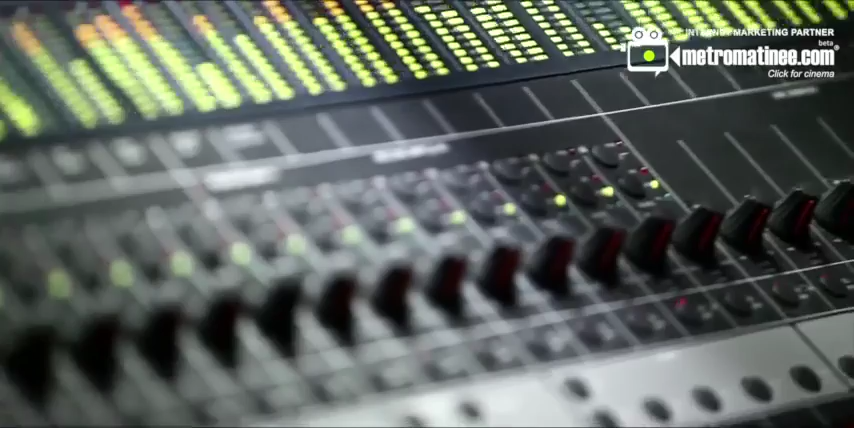 INTERNET MARKETING PARTNER
beta
metromatinee.com
Click for cinema